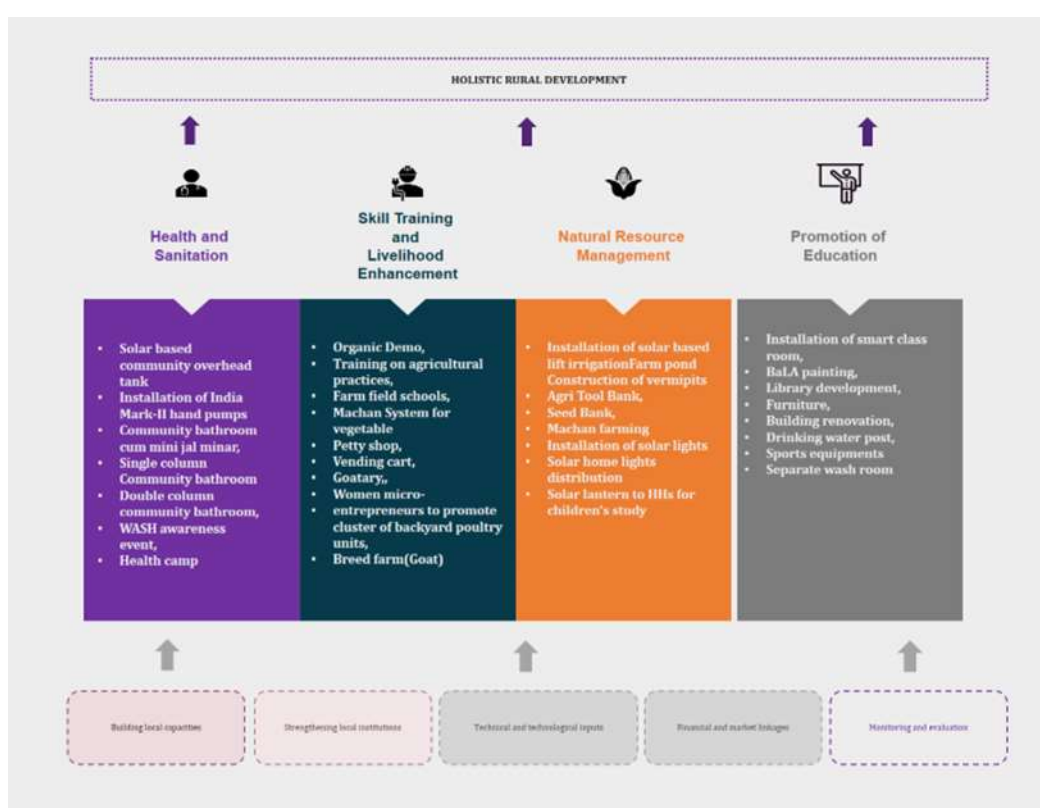 HOLISTIC RURAL DEVELOPMENT
Health and
Sanitation
Skill Training
and
Livelihood
Enhancement
Natural Resource
Management
Promotion of
Education
• Solar based
community overhead
tank
• Installation of India
Mark-II hand pumps
• Community bathroom
cum mini jal minar,
• Single column
Community bathroom
• Double column
community bathroom,
• WASH awareness
event,
• Health camp
• Organic Demo,
• Training on agricultural
practices,
• Farm field schools,
• Machan System for
vegetable
• Petty shop,
• Vending cart,
• Goatary,,
• Women micro-
• entrepreneurs to promote
cluster of backyard poultry
units,
• Breed farm(Goat)
• Installation of solar based
lift irrigationFarm pond
Construction of vermipits
• Agri Tool Bank,
• Seed Bank,
• Machan farming
• Installation of solar lights
• Solar home lights
distribution
• Solar lantern to HHs for
children's study
• Installation of smart class
room,
• BaLA painting,
• Library development,
• Furniture,
• Building renovation,
• Drinking water post,
• Sports equipments
• Separate wash room
Building local capacities
Strengthening local institutions
Technical and technological inputs
Financial and market linkages
Monitoring and evaluation